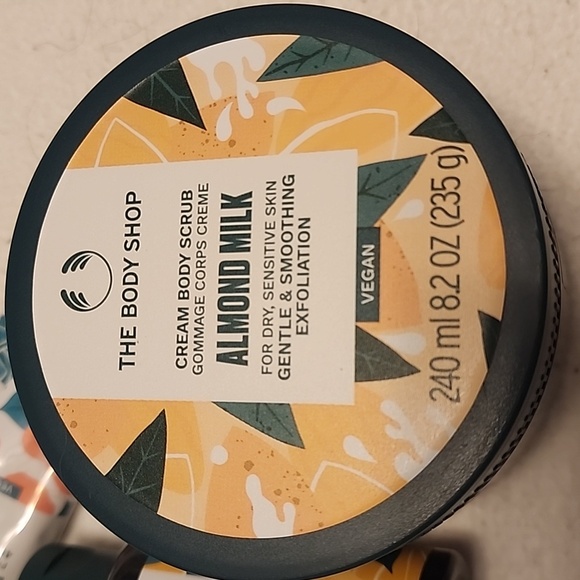 THE BODY SHOP
CREAM BODY SCRUB
GOMMAGE CORPS CREME
ALMOND MILK
FOR DRY, SENSITIVE SKIN
GENTLE & SMOOTHING
EXFOLIATION
VEGAN
240 ml 8.2 OZ (235 g)